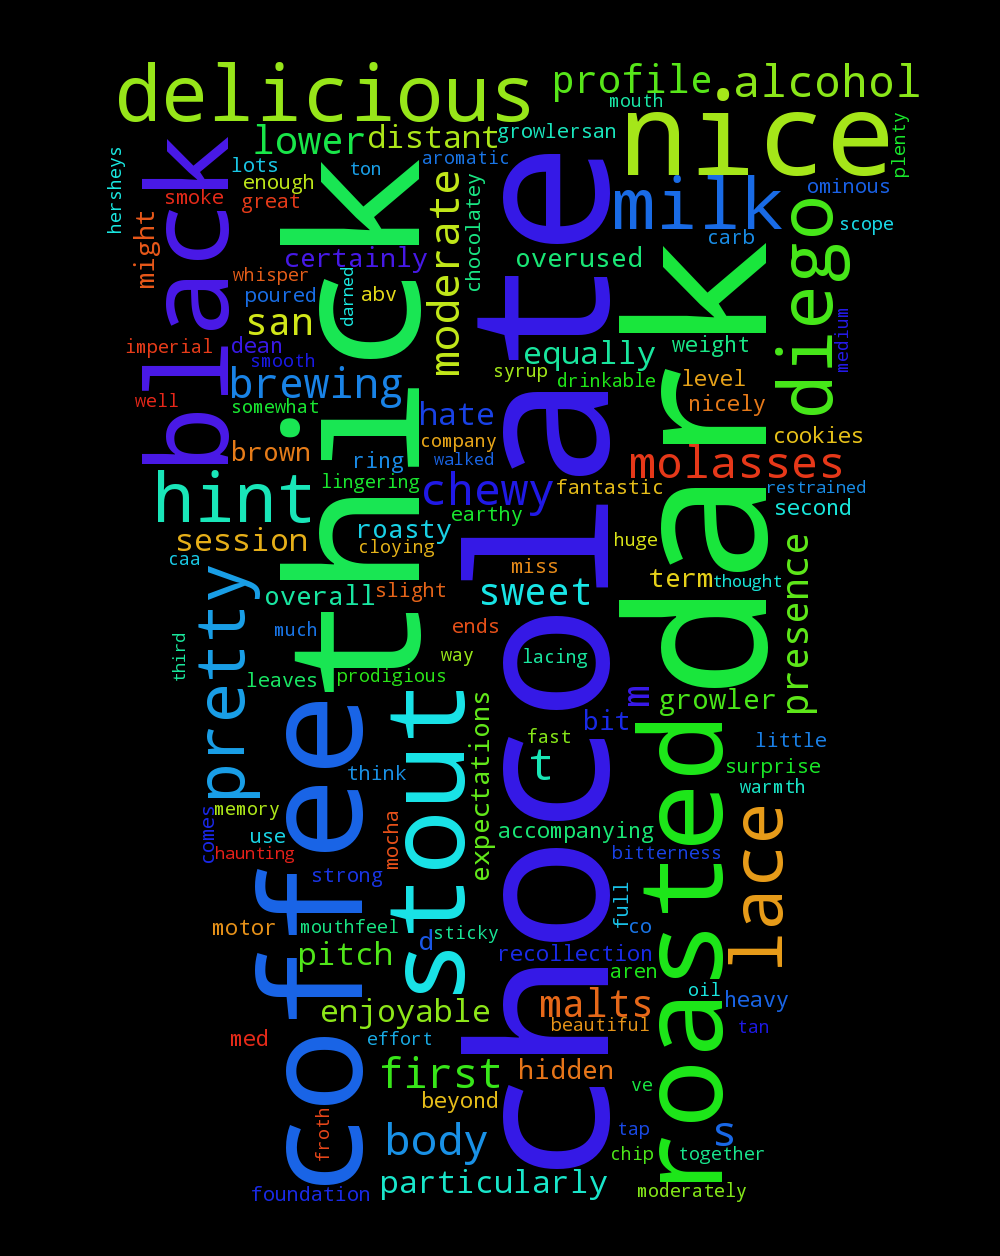 delicious
profile
alcohol
mouth
nice
plenty
lower
distant
growlersan
hersheys
black
lots
enough
ton
aromatic
smoke
great
thick
moderate
chocolatey
chocolate
milk
ominous
diego
scope
carb
might
certainly
overused
dark
whisper
poured
darned
abv
san
imperial
dean
smooth
equally
weight
medium
well
brewing
syrup
drinkable
level
nicely
somewhat
hate
company
cookies
brown
ring
walked
molasses
hint
lingering
chewy
fantastic
restrained
second
earthy
session
roasty
cloying
huge
caa
miss
term
thought
presence
pretty
overall
slight
sweet
third
much
ends
way
lacing
leaves
prodigious
m
growler
coffee
stout
expectations
bit
roasted
fast
t
little
surprise
think
warmth
comes
memory
use
mocha
accompanying
lace
haunting
bitterness
strong
full
motor
mouthfeel
d
sticky
co
pitch
recollection
aren
oil
heavy
enjoyable
malts
beautiful
tan
med
effort
first
hidden
ve
beyond
froth
body
tap
s
chip
together
particularly
foundation
moderately